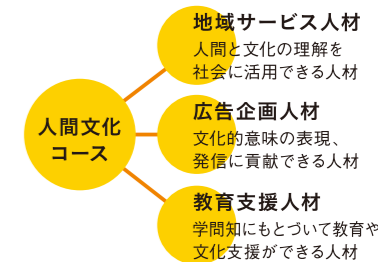 人間文化
コース
地域サービス人材
人間と文化の理解を
社会に活用できる人材
広告企画人材
文化的意味の表現、
発信に貢献できる人材
教育支援人材
学問知にもとづいて教育や
文化支援ができる人材